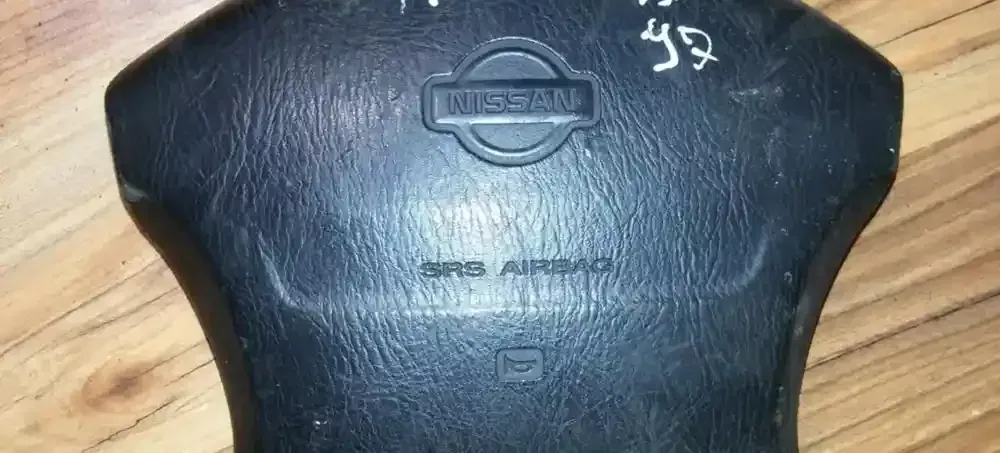 97
NISSAN
SRS AIRBAG